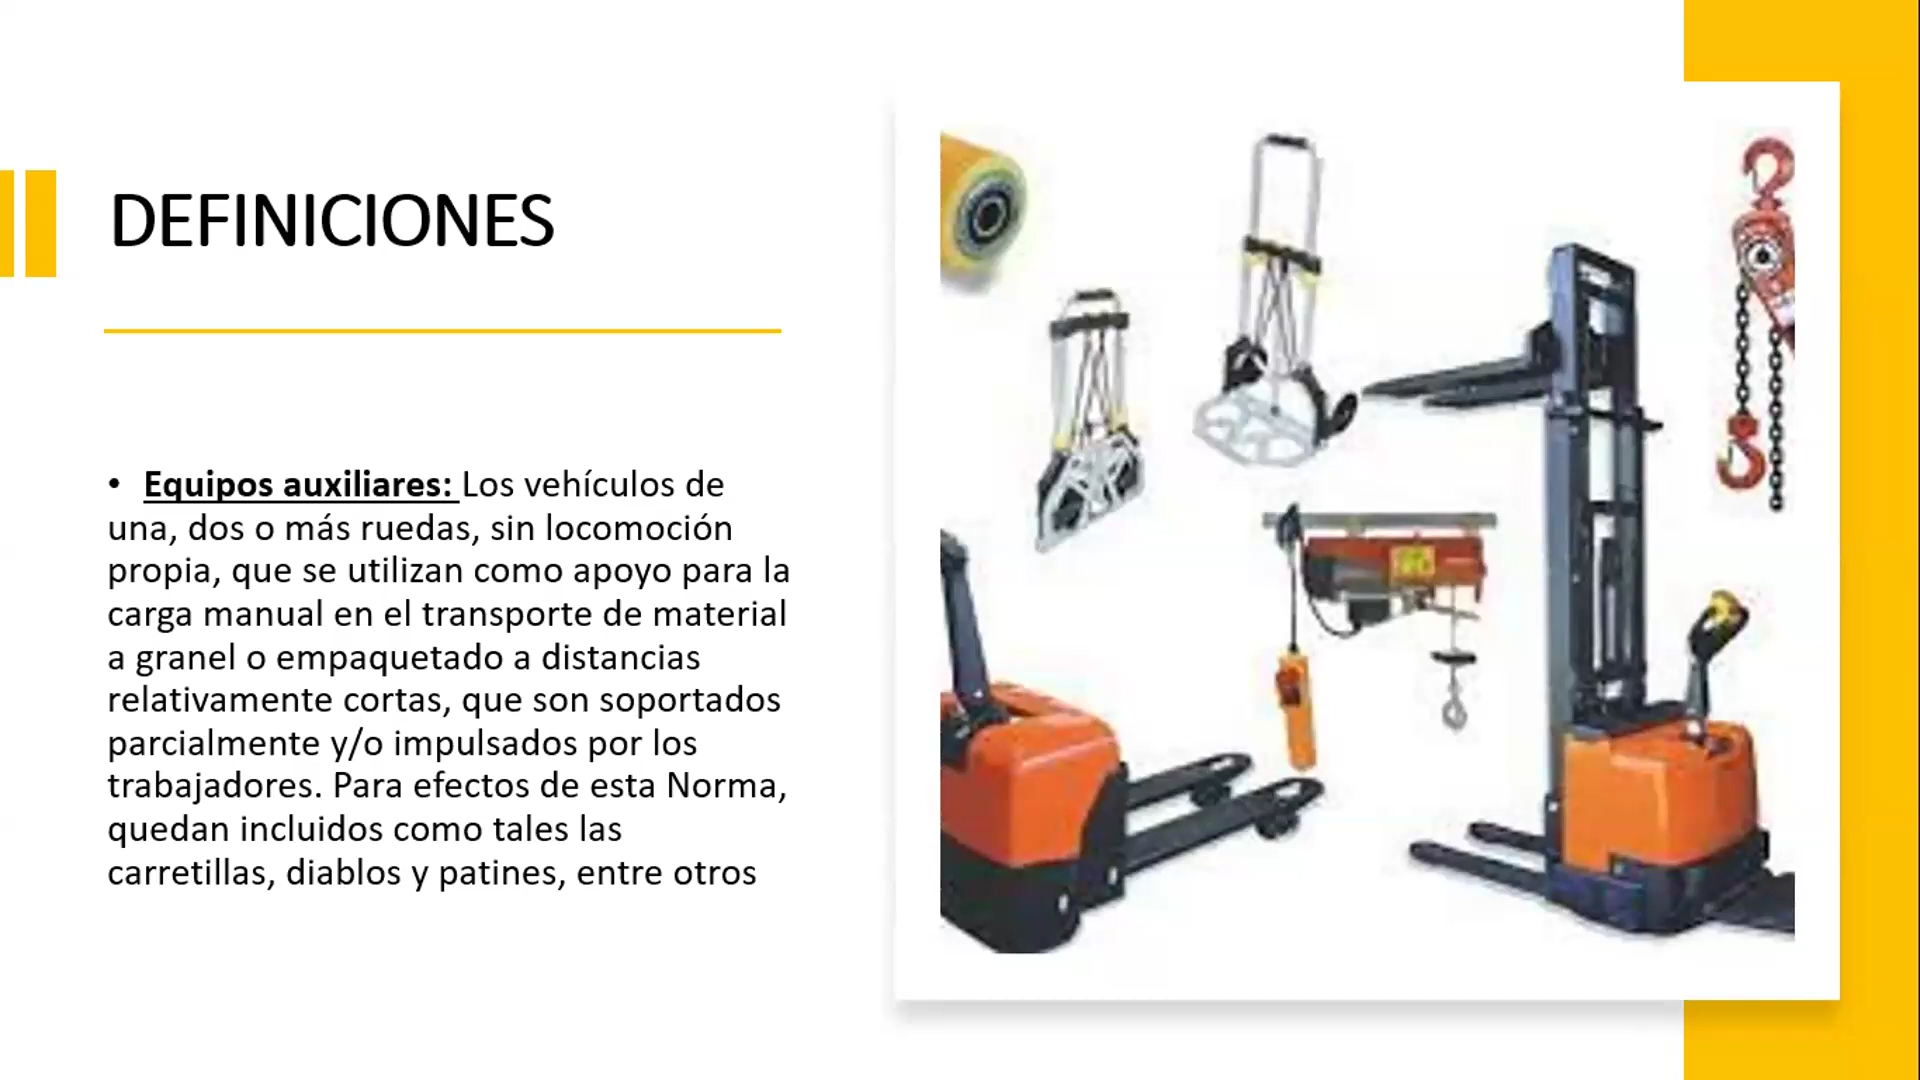 DEFINICIONES
• Equipos auxiliares: Los vehículos de
una, dos o más ruedas, sin locomoción
propia, que se utilizan como apoyo para la
carga manual en el transporte de material
a granel o empaquetado a distancias
relativamente cortas, que son soportados
parcialmente y/o impulsados por los
trabajadores. Para efectos de esta Norma,
quedan incluidos como tales las
carretillas, diablos y patines, entre otros